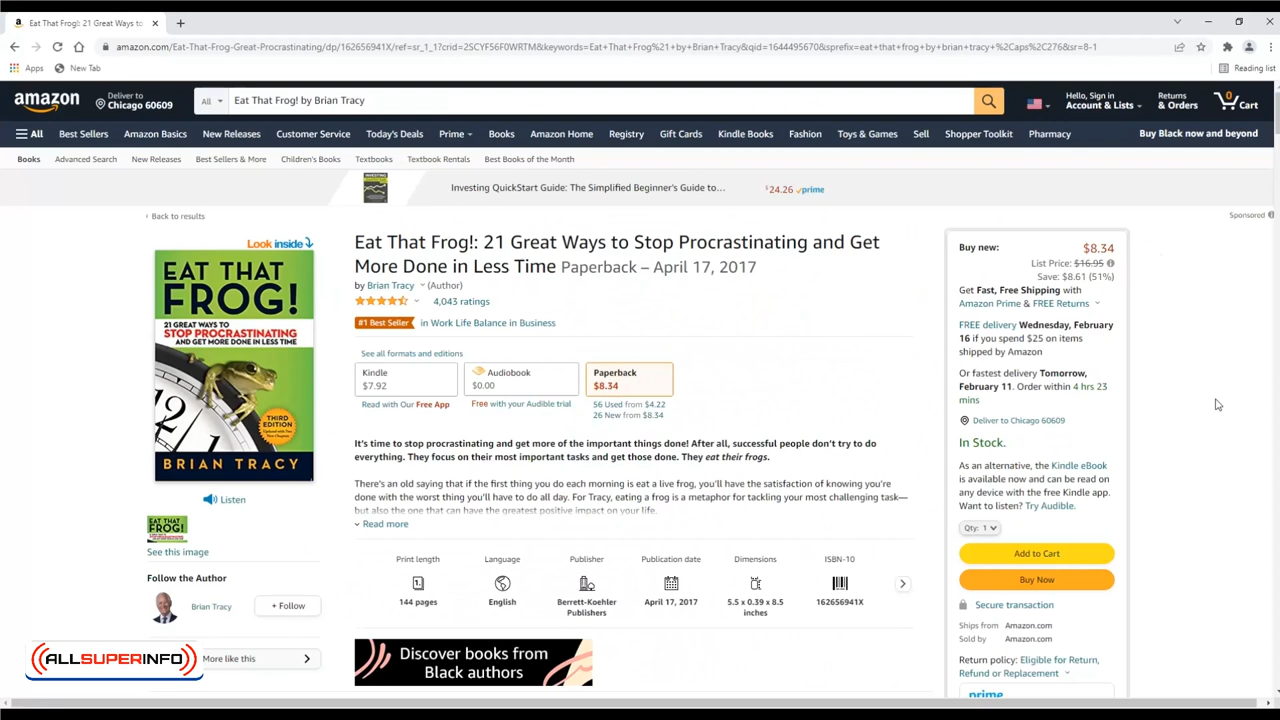 Eat That Frog!: 21 Great Ways to
amazon.com/Eat-That-Frog-Great-Procrastinating/dp/162656941X/ref=sr_1_1?crid=2SCYF56F0WRTM&keywords=Eat+That+Frog%21+by+Brian+Tracy&qid=1644495670&sprefix=eat+that+frog+by+brian+tracy+%2Caps%2C276&sr=8-1
Apps New Tab Reading list
amazon Deliver to Chicago 60609 All Eat That Frog! by Brian Tracy Hello, Sign in Account & Lists Returns & Orders 0 Cart
All Best Sellers Amazon Basics New Releases Customer Service Today's Deals Prime Books Amazon Home Registry Gift Cards Kindle Books Fashion Toys & Games Sell Shopper Toolkit Pharmacy Buy Black now and beyond
Books Advanced Search New Releases Best Sellers & More Children's Books Textbooks Textbook Rentals Best Books of the Month
Investing QuickStart Guide: The Simplified Beginner's Guide to... $24.26 prime
‹ Back to results Sponsored
Look inside
EAT THAT
FROG!
21 GREAT WAYS TO
STOP PROCRASTINATING
AND GET MORE DONE IN LESS TIME
THIRD
EDITION
BRIAN TRACY
Listen
EAT THAT
FROG!
See this image
Follow the Author
Brian Tracy + Follow
ALLSUPERINFO
More like this
Eat That Frog!: 21 Great Ways to Stop Procrastinating and Get
More Done in Less Time Paperback – April 17, 2017
by Brian Tracy (Author)
4,043 ratings
#1 Best Seller in Work Life Balance in Business
See all formats and editions
Kindle
$7.92
Audiobook
$0.00
Paperback
$8.34
Read with Our Free App
Free with your Audible trial
56 Used from $4.22
26 New from $8.34
It's time to stop procrastinating and get more of the important things done! After all, successful people don't try to do
everything. They focus on their most important tasks and get those done. They eat their frogs.
There's an old saying that if the first thing you do each morning is eat a live frog, you'll have the satisfaction of knowing you're
done with the worst thing you'll have to do all day. For Tracy, eating a frog is a metaphor for tackling your most challenging task—
but also the one that can have the greatest positive impact on your life.
Read more
Print length Language Publisher Publication date Dimensions ISBN-10
144 pages English Berrett-Koehler Publishers April 17, 2017 5.5 x 0.39 x 8.5 inches 162656941X
Discover books from
Black authors
Buy new: $8.34
List Price: $16.95
Save: $8.61 (51%)
Get Fast, Free Shipping with
Amazon Prime & FREE Returns
FREE delivery Wednesday, February
16 if you spend $25 on items
shipped by Amazon
Or fastest delivery Tomorrow,
February 11. Order within 4 hrs 23
mins
Deliver to Chicago 60609
In Stock.
As an alternative, the Kindle eBook
is available now and can be read on
any device with the free Kindle app.
Want to listen? Try Audible.
Qty: 1
Add to Cart
Buy Now
Secure transaction
Ships from Amazon.com
Sold by Amazon.com
Return policy: Eligible for Return,
Refund or Replacement
prime